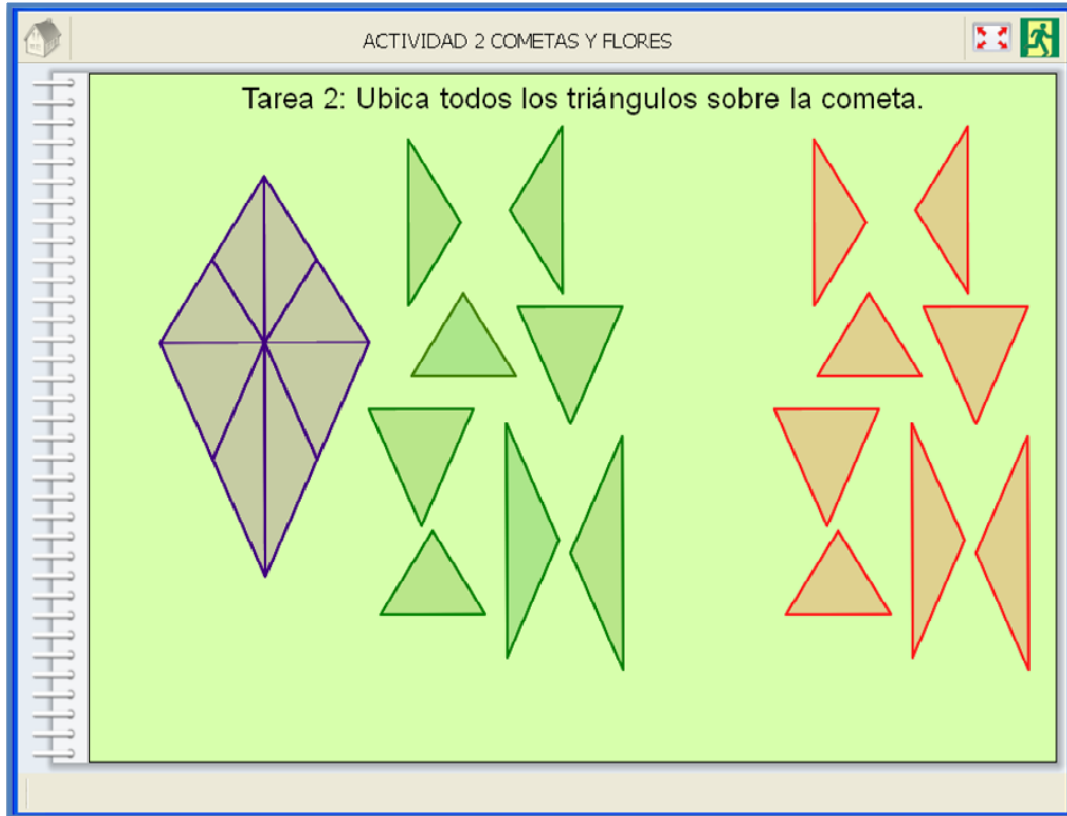 ACTIVIDAD 2 COMETAS Y FLORES
Tarea 2: Ubica todos los triángulos sobre la cometa.